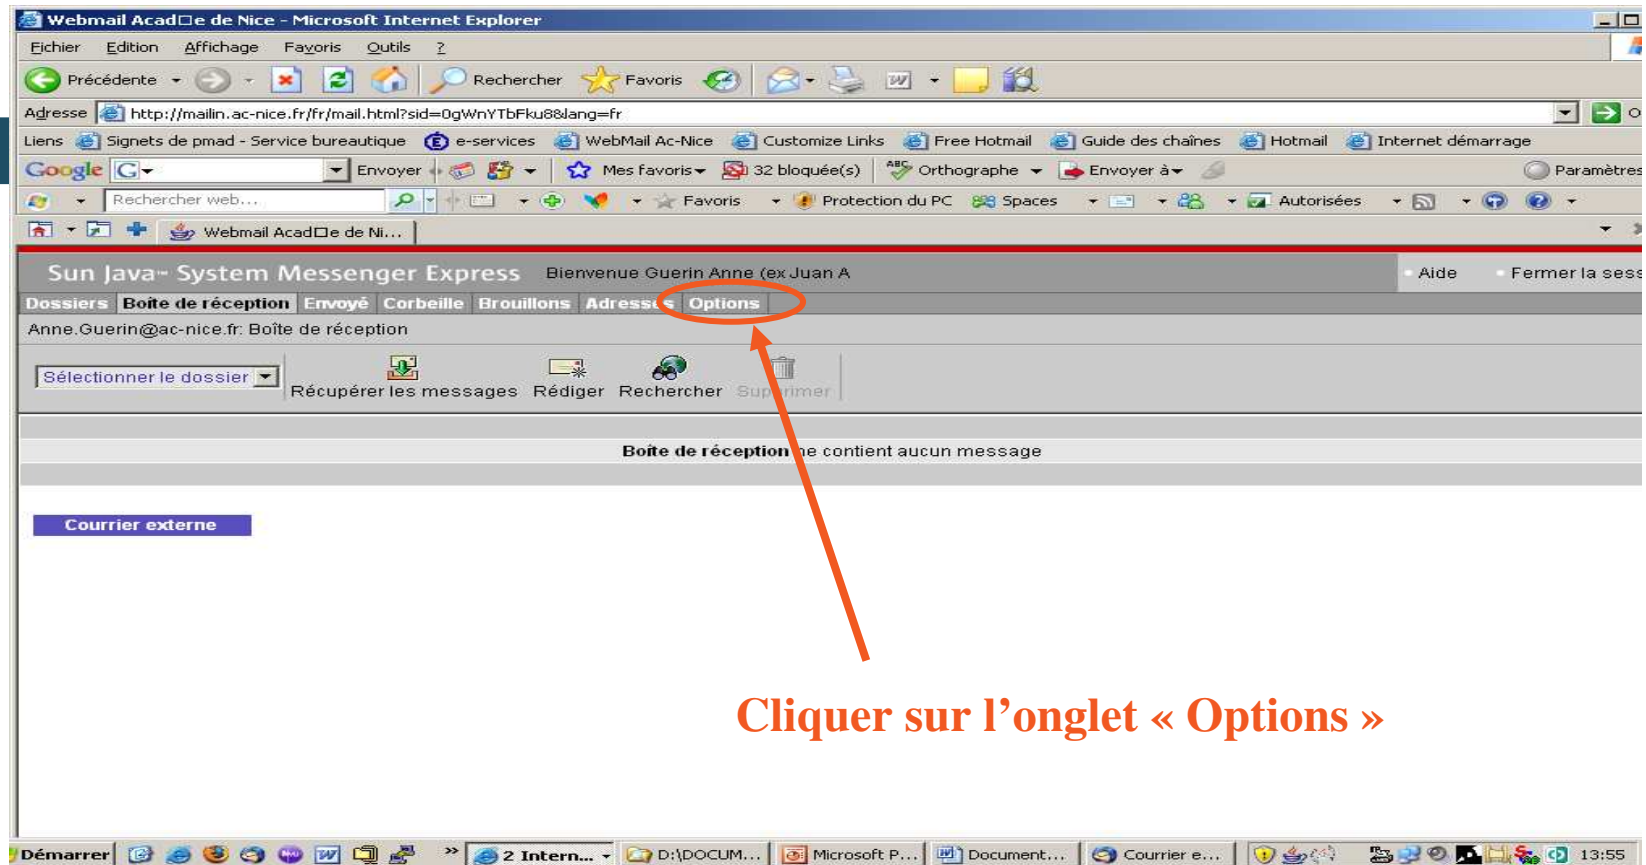 Webmail Acad□e de Nice - Microsoft Internet Explorer
Fichier Edition Affichage Favoris Outils ?
Précédente Rechercher Favoris
Adresse http://mailin.ac-nice.fr/fr/mail.html?sid=0gWnYTbFku88&lang=fr
Liens Signets de pmad - Service bureautique e-services WebMail Ac-Nice Customize Links Free Hotmail Guide des chaînes Hotmail Internet démarrage
Google G Envoyer Mes favoris 32 bloquée(s) ABC Orthographe Envoyer à Paramètres
Rechercher web... Favoris Protection du PC Spaces Autorisées
Webmail Acad□e de Ni...
Sun Java™ System Messenger Express Bienvenue Guerin Anne (ex Juan A Aide Fermer la sess
Dossiers Boîte de réception Envoyé Corbeille Brouillons Adresses Options
Anne.Guerin@ac-nice.fr: Boîte de réception
Sélectionner le dossier Récupérer les messages Rédiger Rechercher Supprimer
Boîte de réception ne contient aucun message
Courrier externe
Cliquer sur l’onglet « Options »
Démarrer » 2 Intern... D:\DOCUM... Microsoft P... Document... Courrier e... 13:55